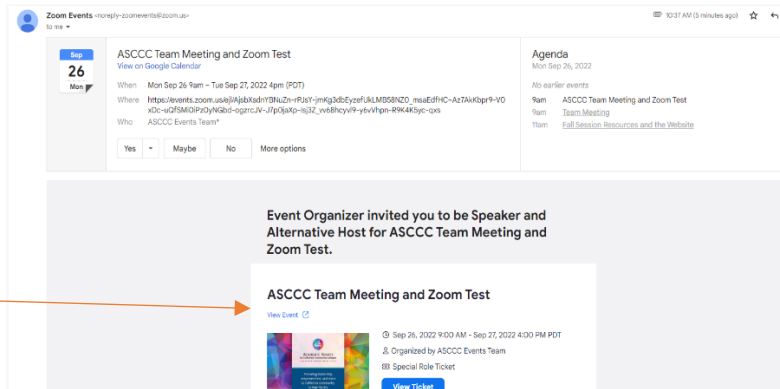 Zoom Events <noreply-zoomevents@zoom.us>
to me
10:37 AM (5 minutes ago)
Sep
26
Mon
ASCCC Team Meeting and Zoom Test
View on Google Calendar
When Mon Sep 26 9am – Tue Sep 27, 2022 4pm (PDT)
Where
Who ASCCC Events Team*
Yes Maybe No More options
Agenda
Mon Sep 26, 2022
No earlier events
9am ASCCC Team Meeting and Zoom Test
9am Team Meeting
11am Fall Session Resources and the Website
Event Organizer invited you to be Speaker and
Alternative Host for ASCCC Team Meeting and
Zoom Test.
ASCCC Team Meeting and Zoom Test
View Event
Sep 26, 2022 9:00 AM - Sep 27, 2022 4:00 PM PDT
Organized by ASCCC Events Team
Special Role Ticket
View Ticket